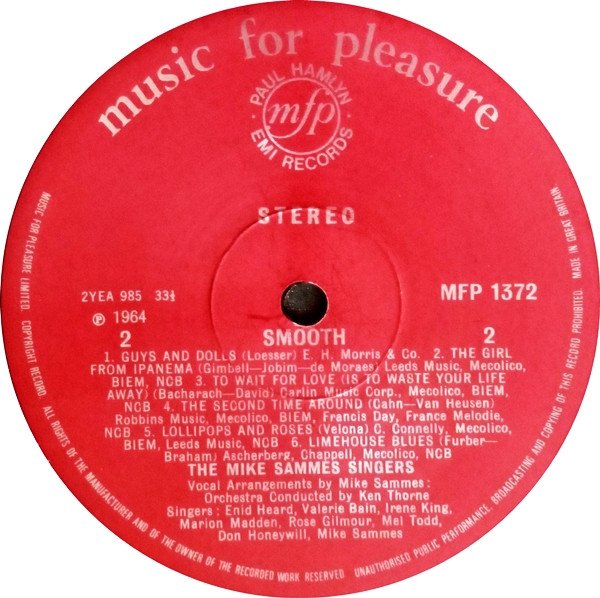 music for pleasure
PAUL HAMLYN
mfp
EMI RECORDS
STEREO
2YEA 985 33⅓
MFP 1372
℗ 1964
2 SMOOTH 2
1. GUYS AND DOLLS (Loesser) E. H. Morris & Co. 2. THE GIRL
FROM IPANEMA (Gimbell—Jobim—de Moraes) Leeds Music, Mecolico,
BIEM, NCB 3. TO WAIT FOR LOVE (IS TO WASTE YOUR LIFE
AWAY) (Bacharach—David) Carlin Music Corp., Mecolico, BIEM,
NCB 4. THE SECOND TIME AROUND (Cahn—Van Heusen)
Robbins Music, Mecolico, BIEM, Francis Day, France Melodie,
NCB 5. LOLLIPOPS AND ROSES (Velona) C. Connelly, Mecolico,
BIEM, Leeds Music, NCB 6. LIMEHOUSE BLUES (Furber—
Braham) Ascherberg, Chappell, Mecolico, NCB
THE MIKE SAMMES SINGERS
Vocal Arrangements by Mike Sammes:
Orchestra Conducted by Ken Thorne
Singers: Enid Heard, Valerie Bain, Irene King,
Marion Madden, Rose Gilmour, Mel Todd,
Don Honeywill, Mike Sammes
MUSIC FOR PLEASURE LIMITED. COPYRIGHT RECORD. ALL RIGHTS OF THE MANUFACTURER AND OF THE OWNER OF THE RECORDED WORK RESERVED. UNAUTHORISED PUBLIC PERFORMANCE BROADCASTING AND COPYING OF THIS RECORD PROHIBITED. MADE IN GREAT BRITAIN